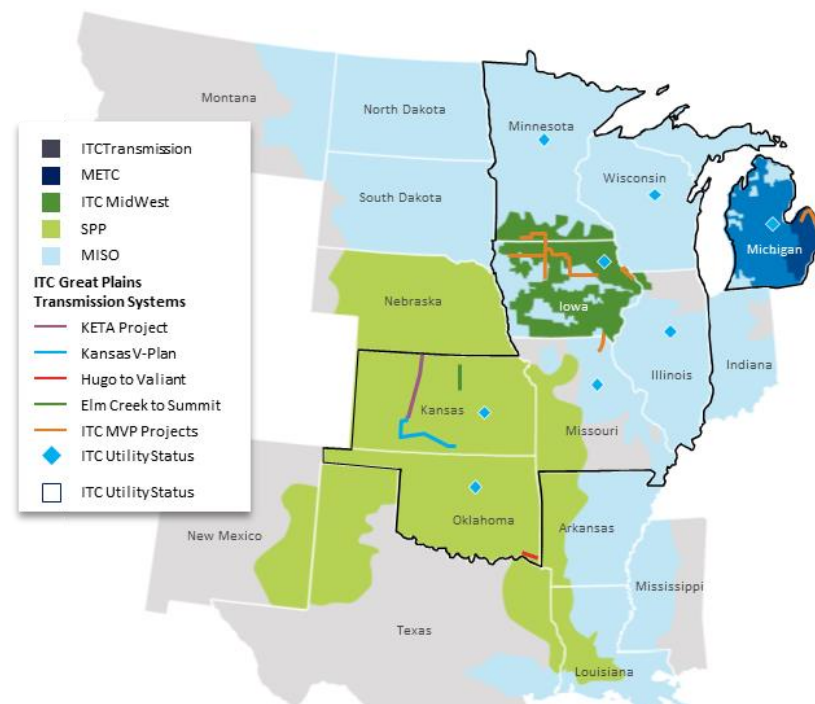 Montana
North Dakota
Minnesota
ITCTransmission
METC
ITC MidWest
SPP
MISO
ITC Great Plains
Transmission Systems
KETA Project
Kansas V-Plan
Hugo to Valiant
Elm Creek to Summit
ITC MVP Projects
ITC Utility Status
ITC Utility Status
South Dakota
Wisconsin
Michigan
Nebraska
Iowa
Illinois
Indiana
Kansas
Missouri
Oklahoma
Arkansas
New Mexico
Mississippi
Texas
Louisiana